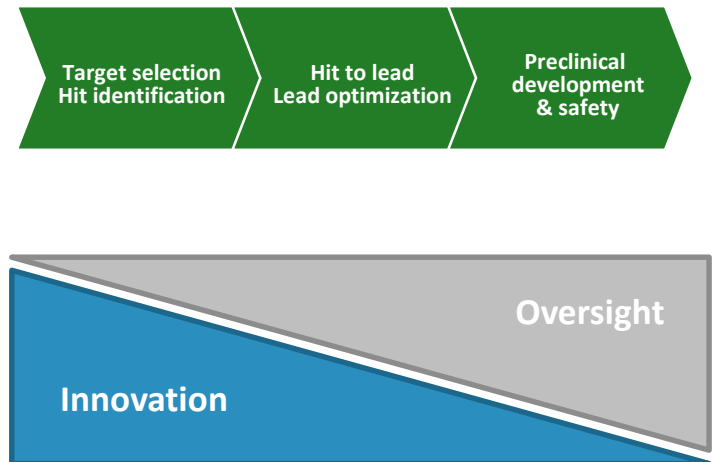 Target selection
Hit identification
Hit to lead
Lead optimization
Preclinical
development
& safety
Oversight
Innovation